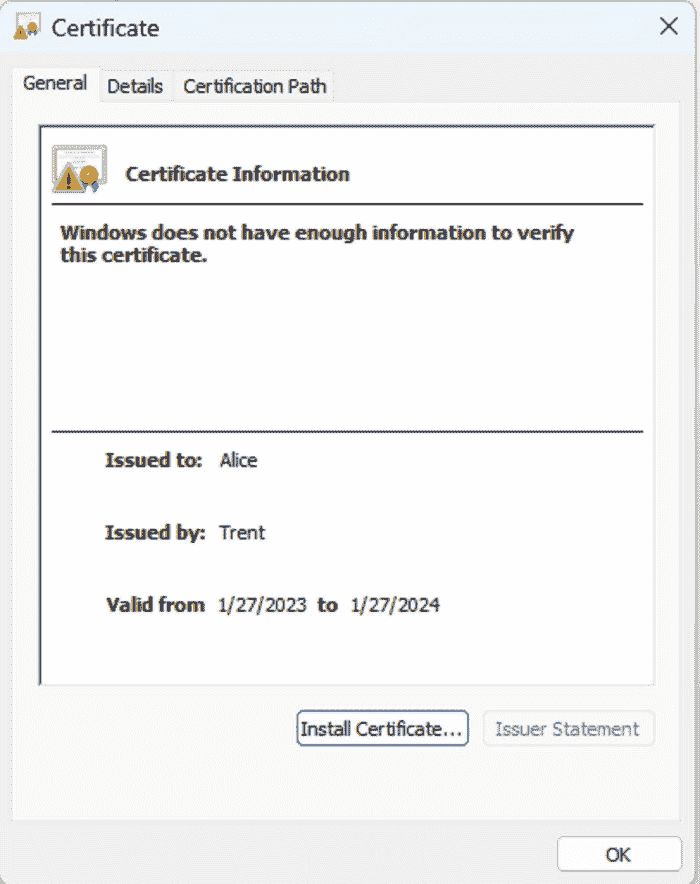 Certificate
General Details Certification Path
Certificate Information
Windows does not have enough information to verify
this certificate.
Issued to: Alice
Issued by: Trent
Valid from 1/27/2023 to 1/27/2024
Install Certificate... Issuer Statement
OK